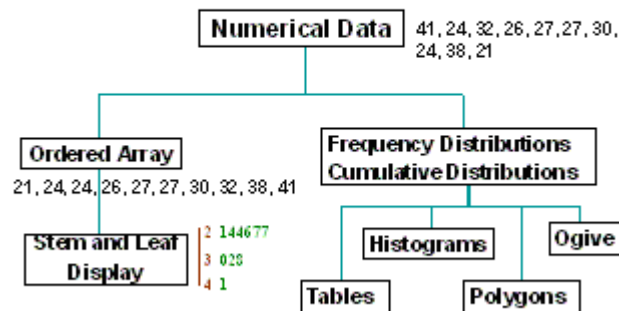 Numerical Data
41, 24, 32, 26, 27,27, 30,
24, 38, 21
Ordered Array
21, 24, 24, 26, 27, 27, 30, 32, 38, 41
Frequency Distributions
Cumulative Distributions
Stem and Leaf
Display
2 144677
3 028
4 1
Histograms
Ogive
Tables
Polygons